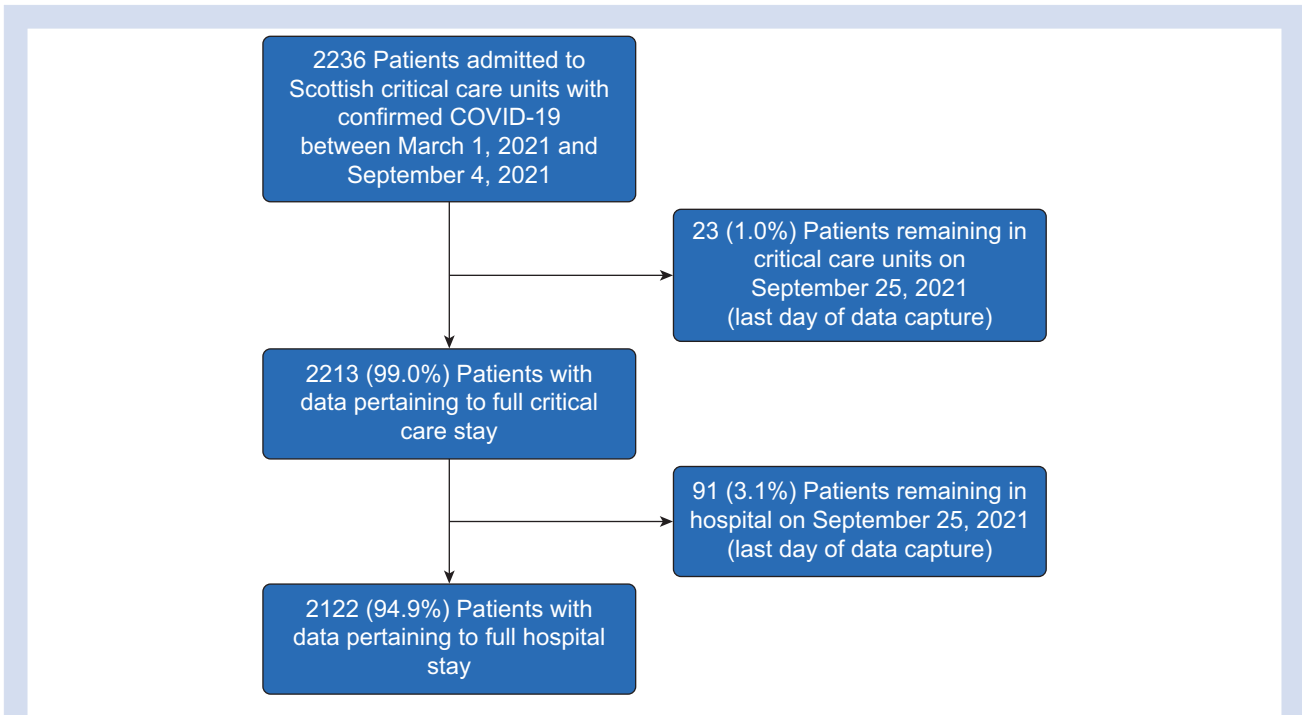 2236 Patients admitted to
Scottish critical care units with
confirmed COVID-19
between March 1, 2021 and
September 4, 2021
23 (1.0%) Patients remaining in
critical care units on
September 25, 2021
(last day of data capture)
2213 (99.0%) Patients with
data pertaining to full critical
care stay
91 (3.1%) Patients remaining in
hospital on September 25, 2021
(last day of data capture)
2122 (94.9%) Patients with
data pertaining to full hospital
stay